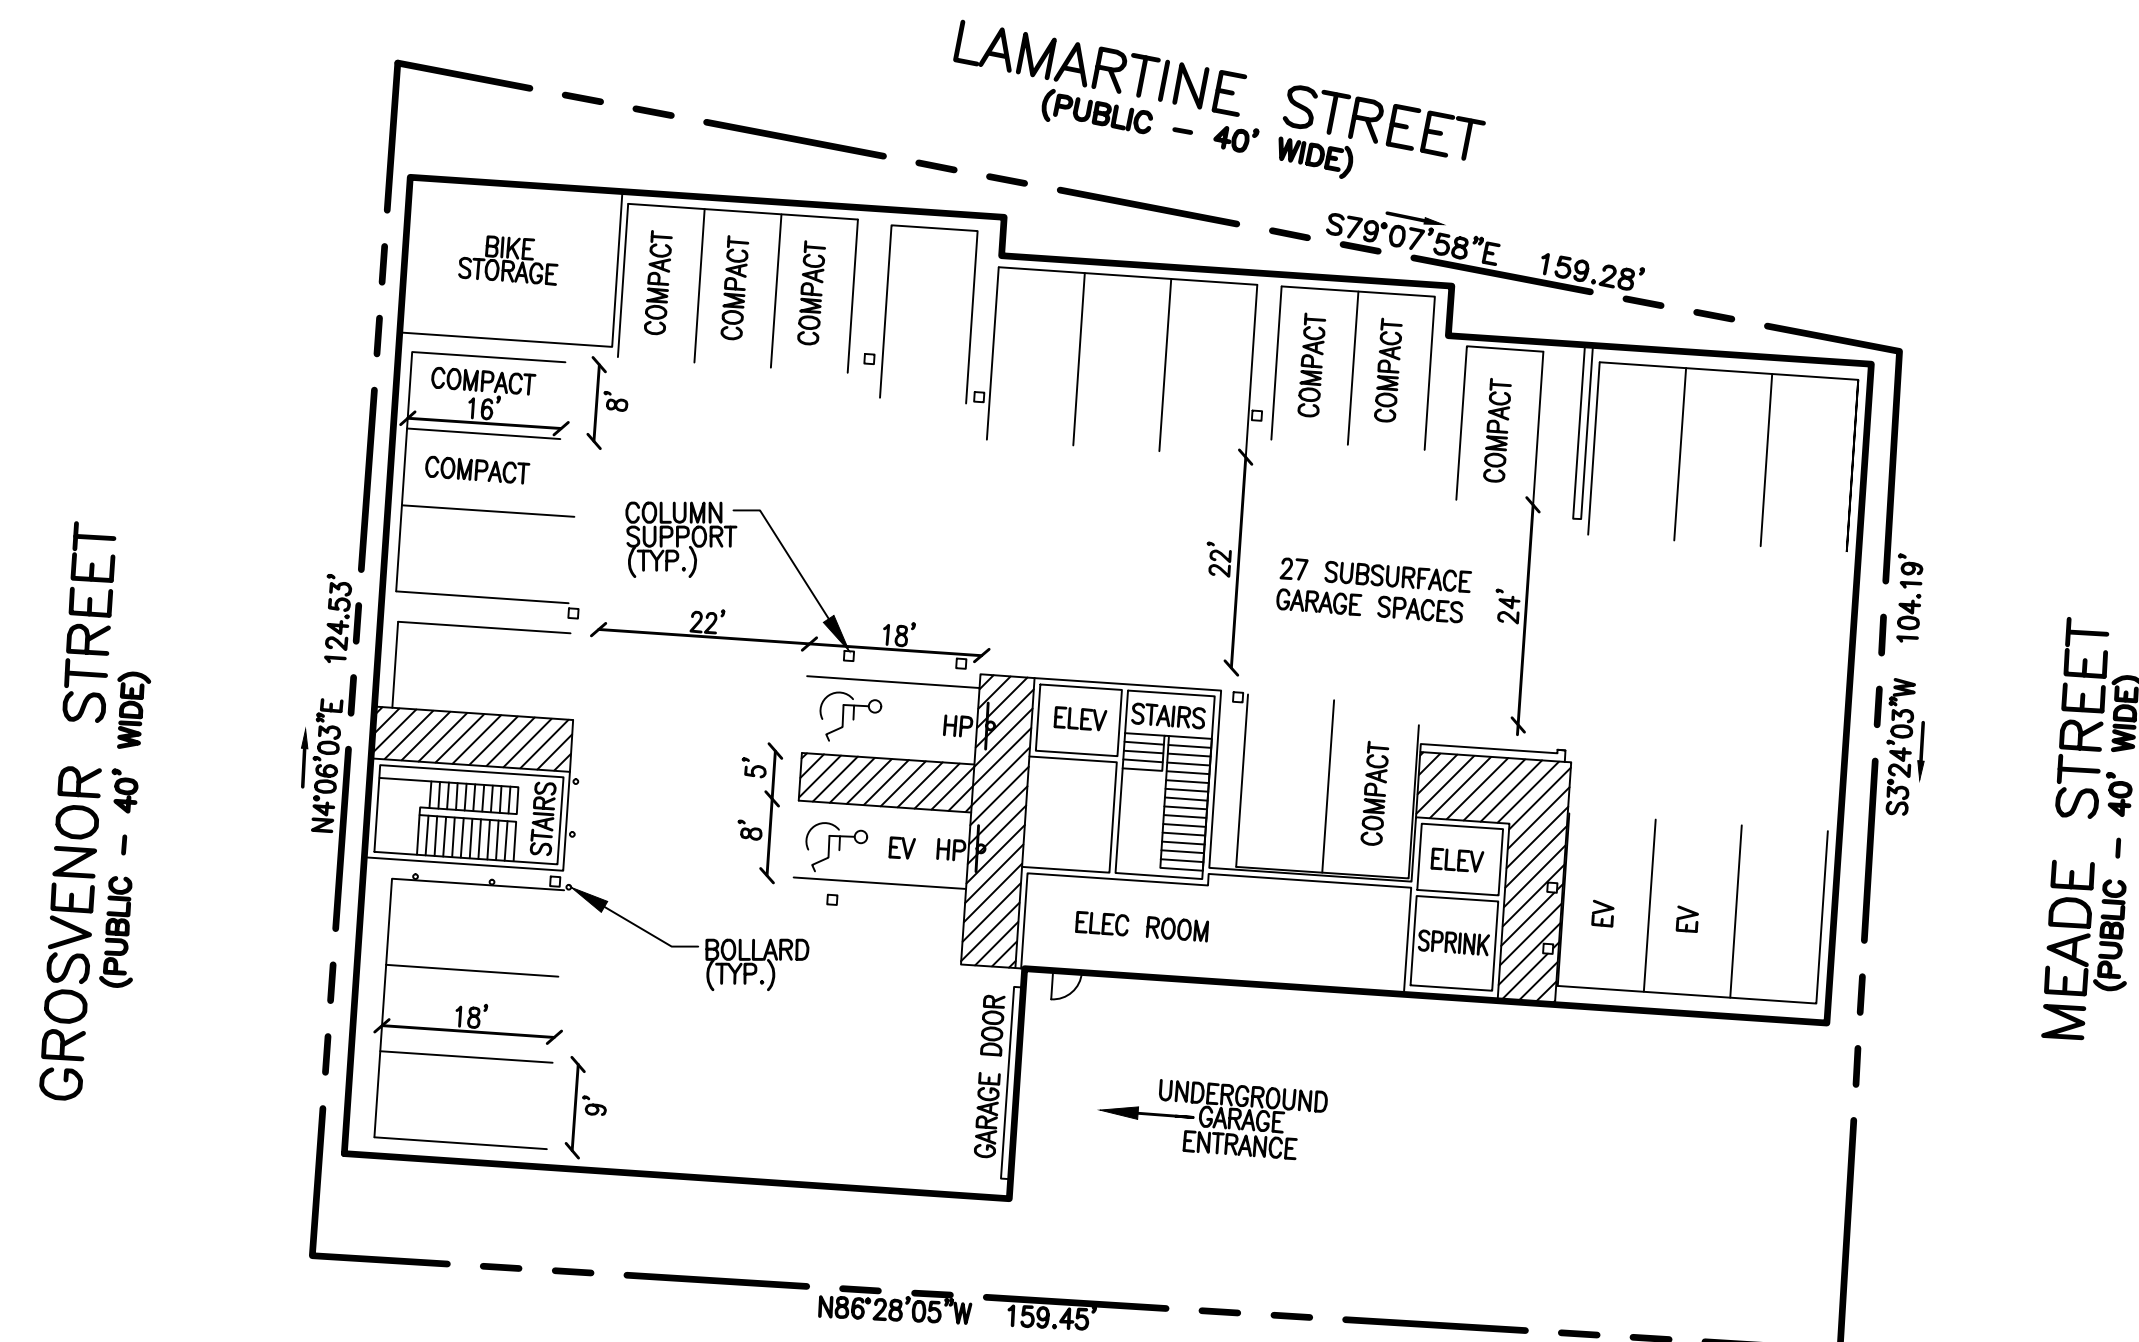 LAMARTINE STREET
(PUBLIC - 40' WIDE)
S79°07'58"E 159.28'
BIKE
STORAGE
COMPACT
COMPACT
COMPACT
COMPACT
COMPACT
COMPACT
COMPACT
16'
8'
COMPACT
COLUMN
SUPPORT
(TYP.)
22'
18'
22'
27 SUBSURFACE
GARAGE SPACES
24'
GROSVENOR STREET
(PUBLIC - 40' WIDE)
N4°06'03"E 124.53'
MEADE STREET
(PUBLIC - 40' WIDE)
S3°24'03"W 104.19'
HP
ELEV
STAIRS
COMPACT
5'
8'
EV HP
STAIRS
ELEV
EV
EV
ELEC ROOM
SPRINK
BOLLARD
(TYP.)
18'
9'
GARAGE DOOR
UNDERGROUND
GARAGE
ENTRANCE
N86°28'05"W 159.45'